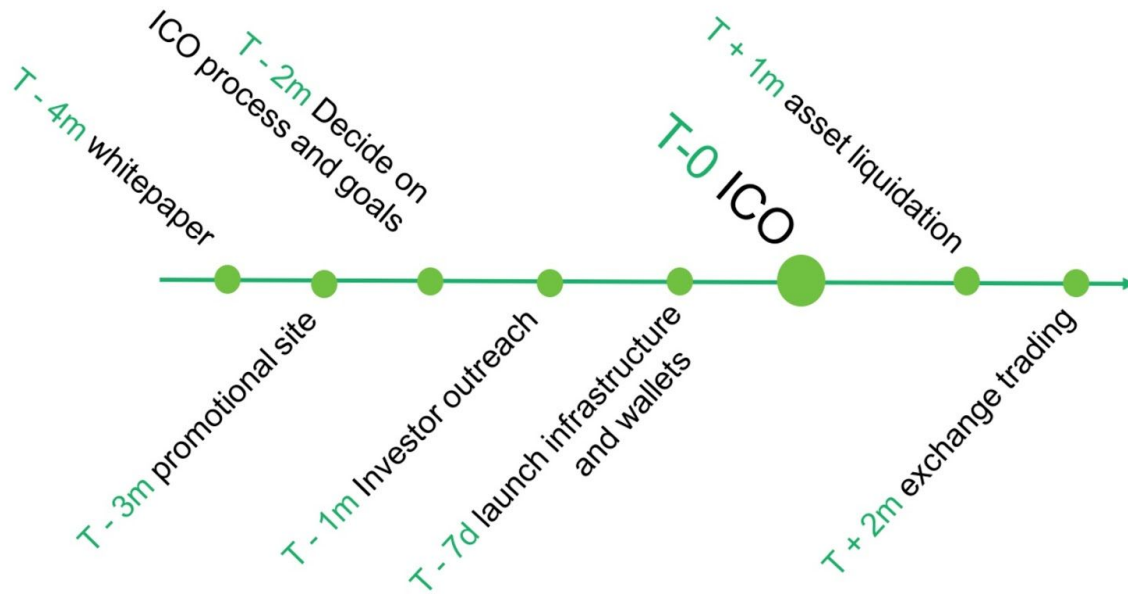 T - 4m whitepaper
T - 3m promotional site
T - 2m Decide on
ICO process and goals
T - 1m Investor outreach
T - 7d launch infrastructure
and wallets
T-0 ICO
T + 1m asset liquidation
T + 2m exchange trading